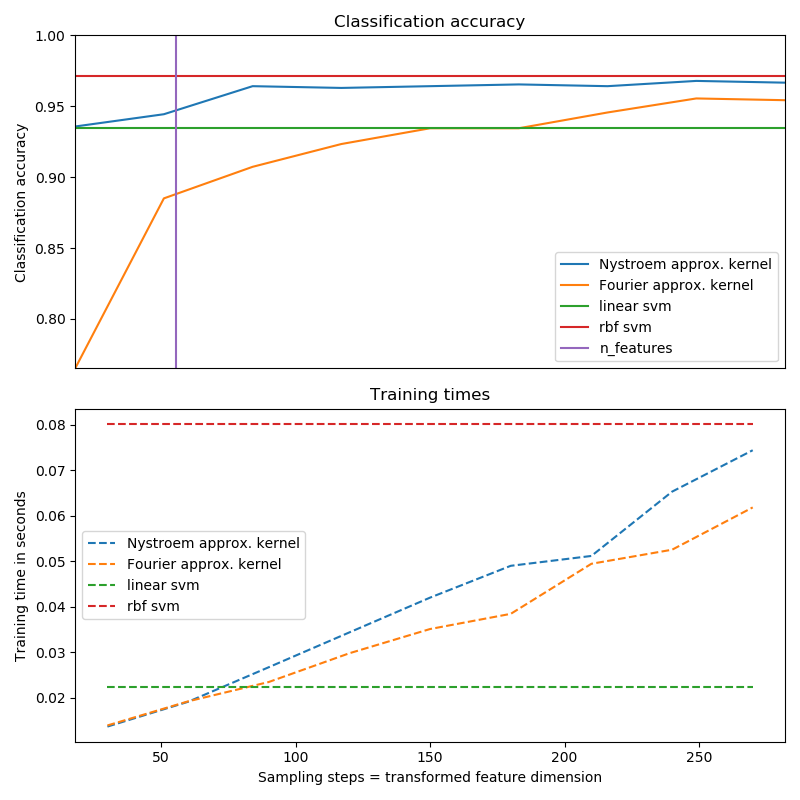 Classification accuracy
1.00
0.95
0.90
0.85
0.80
Classification accuracy
Nystroem approx. kernel
Fourier approx. kernel
linear svm
rbf svm
n_features
Training times
0.08
0.07
0.06
0.05
0.04
0.03
0.02
Training time in seconds
Nystroem approx. kernel
Fourier approx. kernel
linear svm
rbf svm
50 100 150 200 250
Sampling steps = transformed feature dimension